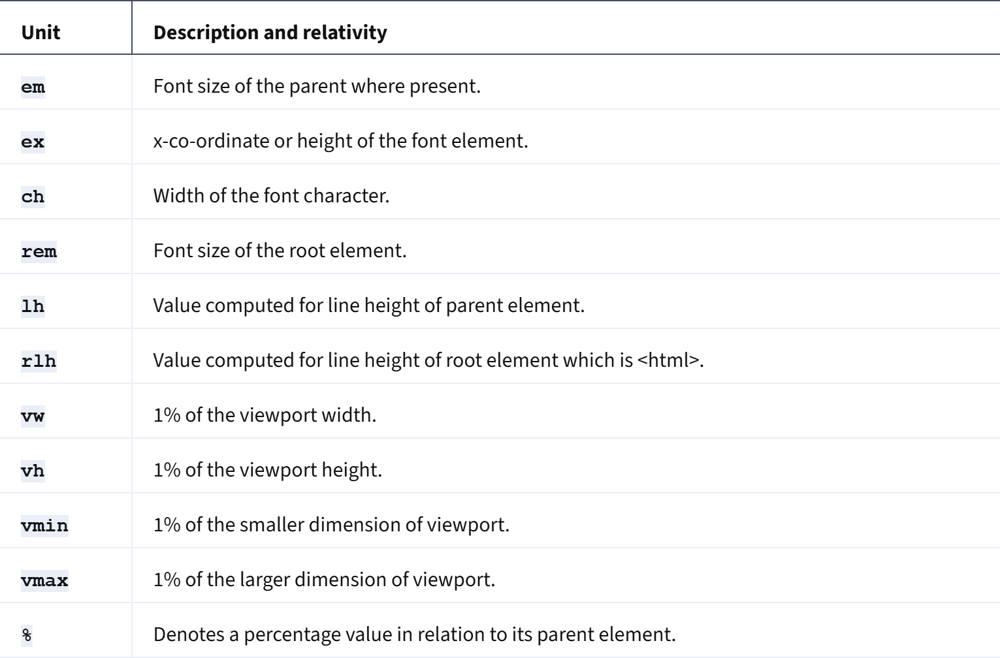 Unit Description and relativity
em Font size of the parent where present.
ex x-co-ordinate or height of the font element.
ch Width of the font character.
rem Font size of the root element.
lh Value computed for line height of parent element.
rlh Value computed for line height of root element which is <html>.
vw 1% of the viewport width.
vh 1% of the viewport height.
vmin 1% of the smaller dimension of viewport.
vmax 1% of the larger dimension of viewport.
% Denotes a percentage value in relation to its parent element.